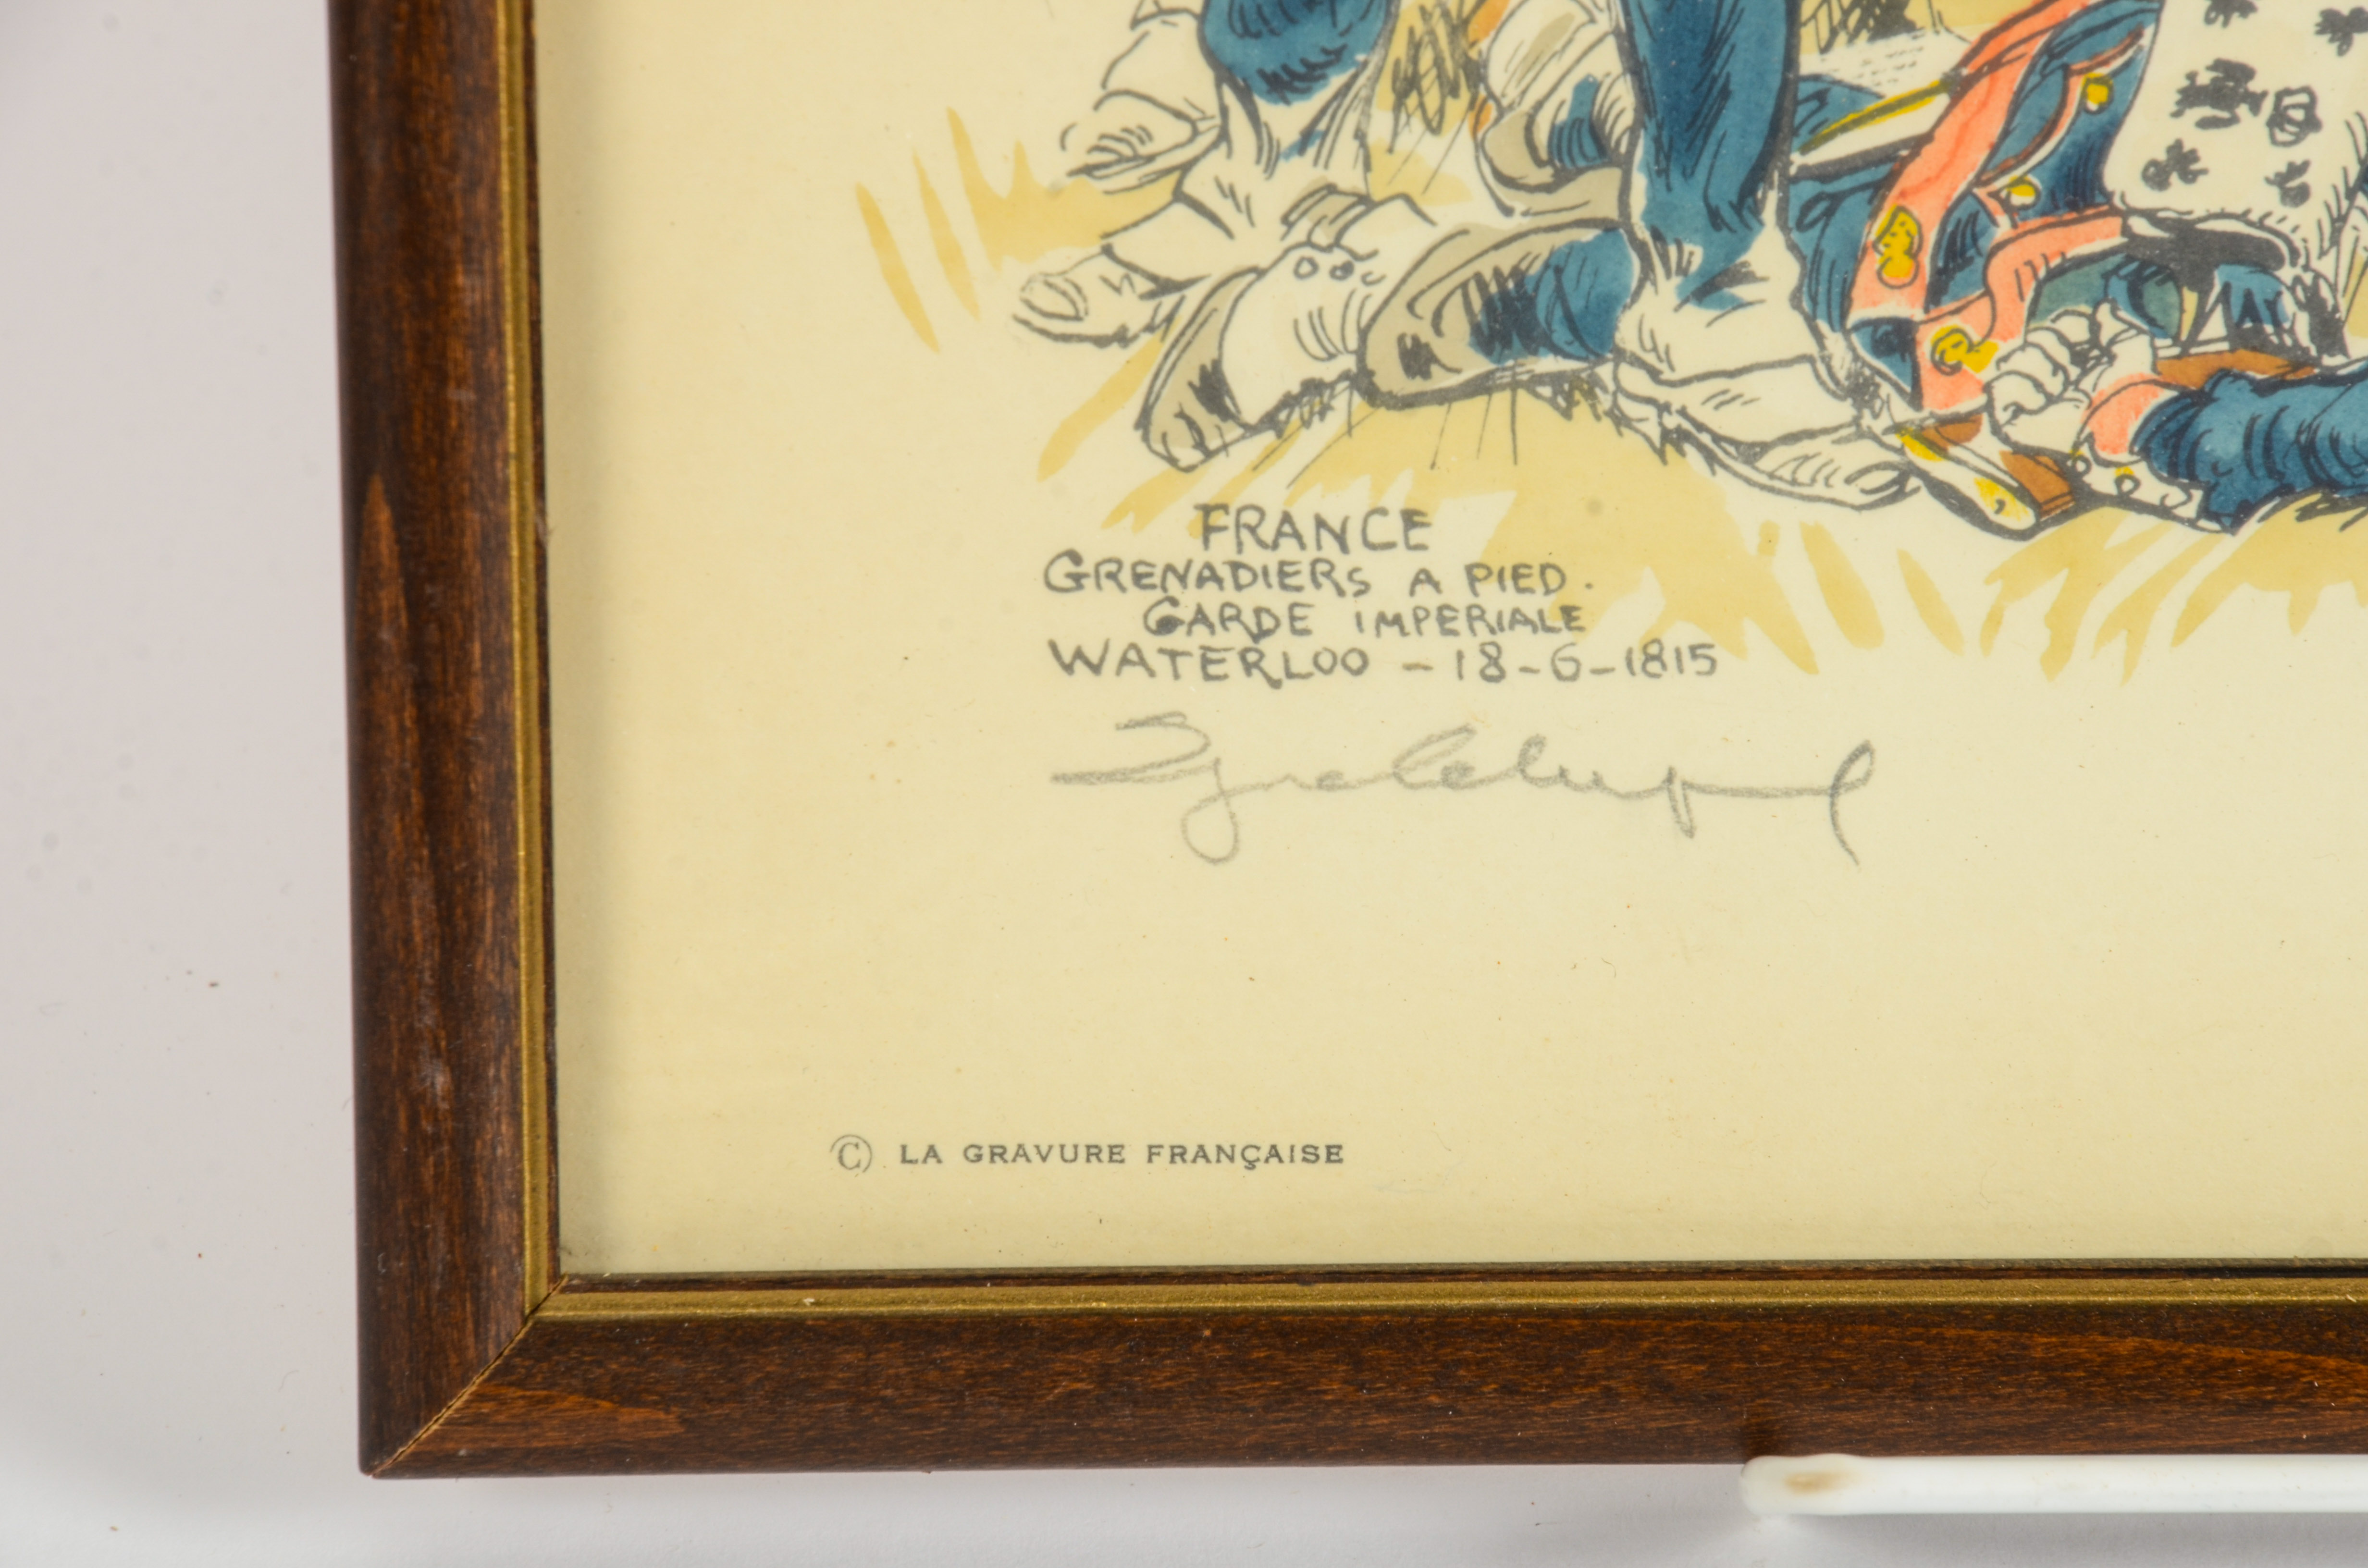 FRANCE
GRENADIERS A PIED.
GARDE IMPERIALE
WATERLOO - 18-6-1815
© LA GRAVURE FRANÇAISE